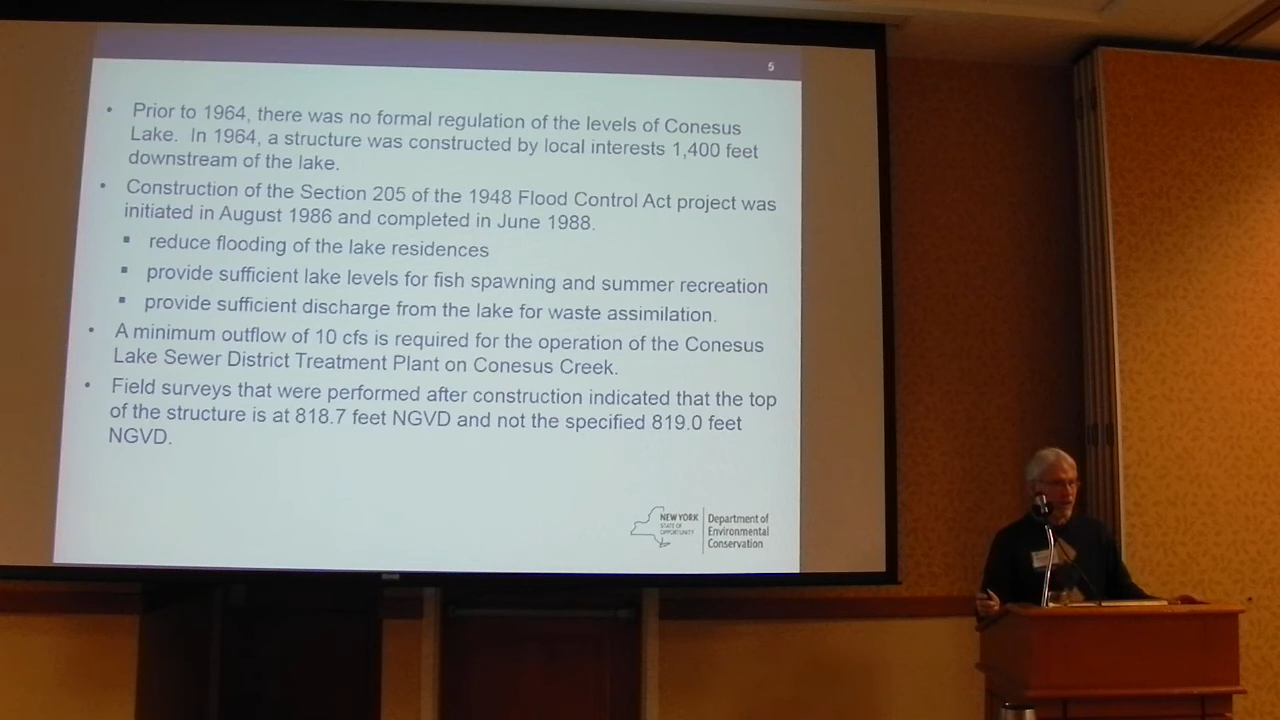 5
• Prior to 1964, there was no formal regulation of the levels of Conesus
Lake. In 1964, a structure was constructed by local interests 1,400 feet
downstream of the lake.
• Construction of the Section 205 of the 1948 Flood Control Act project was
initiated in August 1986 and completed in June 1988.
▪ reduce flooding of the lake residences
▪ provide sufficient lake levels for fish spawning and summer recreation
▪ provide sufficient discharge from the lake for waste assimilation.
• A minimum outflow of 10 cfs is required for the operation of the Conesus
Lake Sewer District Treatment Plant on Conesus Creek.
• Field surveys that were performed after construction indicated that the top
of the structure is at 818.7 feet NGVD and not the specified 819.0 feet
NGVD.
NEW YORK
STATE OF
OPPORTUNITY
Department of
Environmental
Conservation